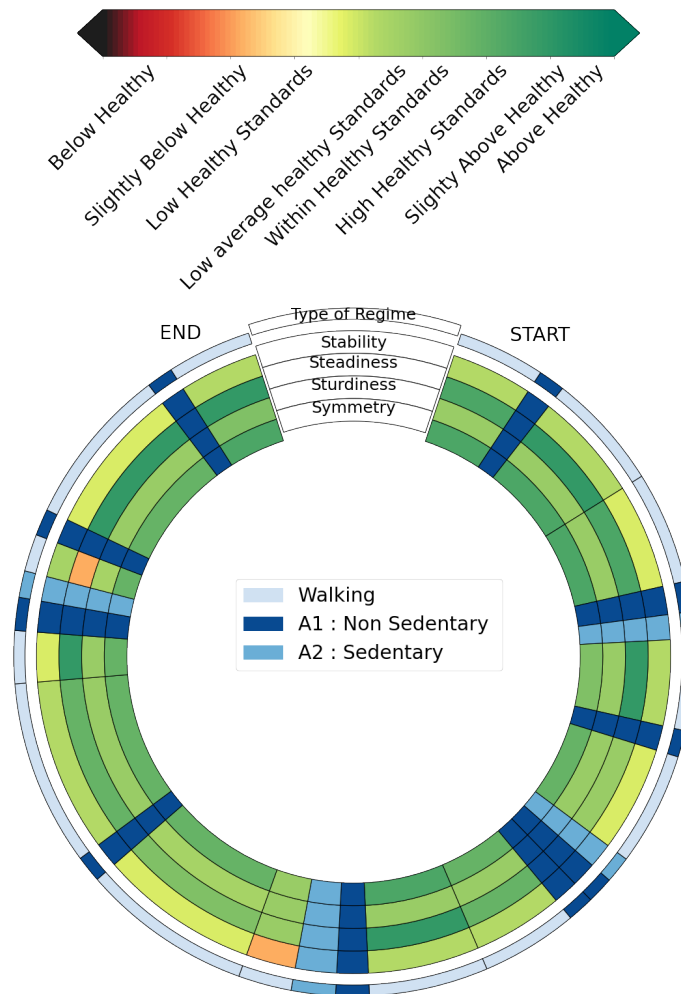 Below Healthy
Slightly Below Healthy
Low Healthy Standards
Low average healthy Standards
Within Healthy Standards
High Healthy Standards
Slighty Above Healthy
Above Healthy
END
Type of Regime
START
Stability
Steadiness
Sturdiness
Symmetry
Walking
A1 : Non Sedentary
A2 : Sedentary